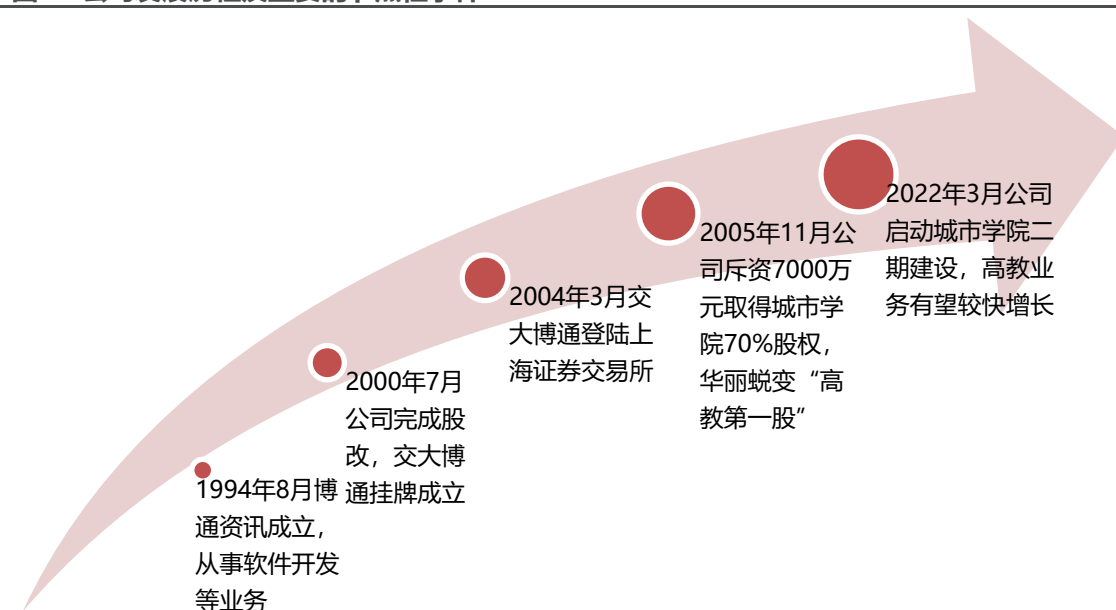 1994年8月博
通资讯成立，
从事软件开发
等业务
2000年7月
公司完成股
改，交大博
通挂牌成立
2004年3月交
大博通登陆上
海证券交易所
2005年11月公
司斥资7000万
元取得城市学
院70%股权，
华丽蜕变“高
教第一股”
2022年3月公司
启动城市学院二
期建设，高教业
务有望较快增长